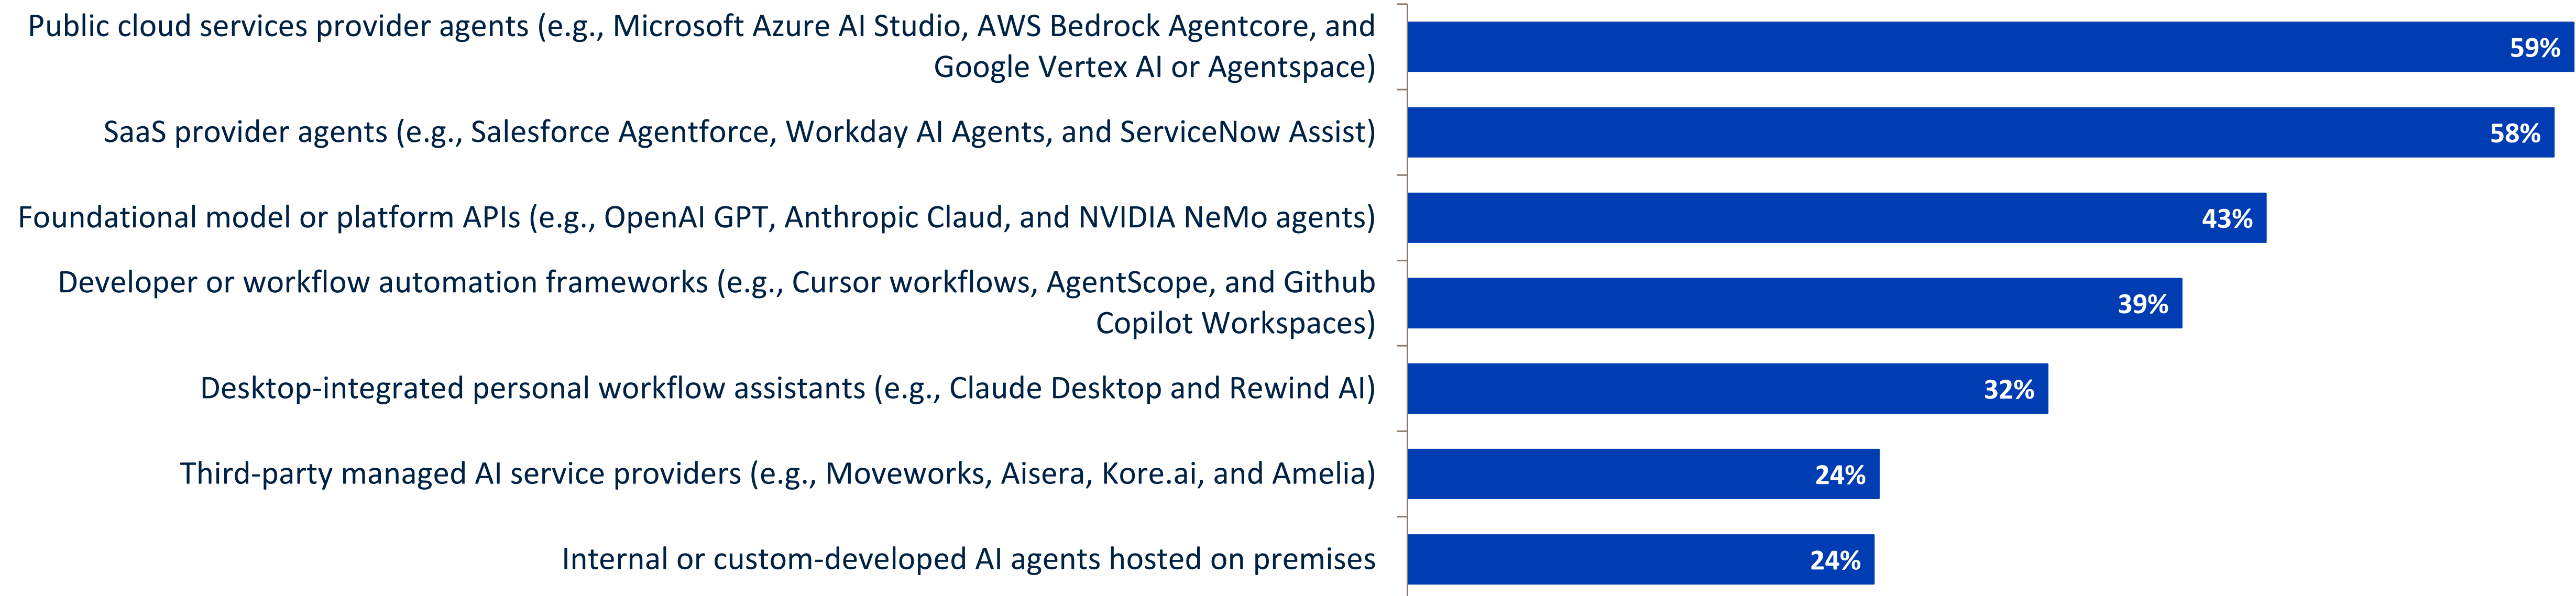 Public cloud services provider agents (e.g., Microsoft Azure AI Studio, AWS Bedrock Agentcore, and
Google Vertex AI or Agentspace)
59%
SaaS provider agents (e.g., Salesforce Agentforce, Workday AI Agents, and ServiceNow Assist)
58%
Foundational model or platform APIs (e.g., OpenAI GPT, Anthropic Claud, and NVIDIA NeMo agents)
43%
Developer or workflow automation frameworks (e.g., Cursor workflows, AgentScope, and Github
Copilot Workspaces)
39%
Desktop-integrated personal workflow assistants (e.g., Claude Desktop and Rewind AI)
32%
Third-party managed AI service providers (e.g., Moveworks, Aisera, Kore.ai, and Amelia)
24%
Internal or custom-developed AI agents hosted on premises
24%